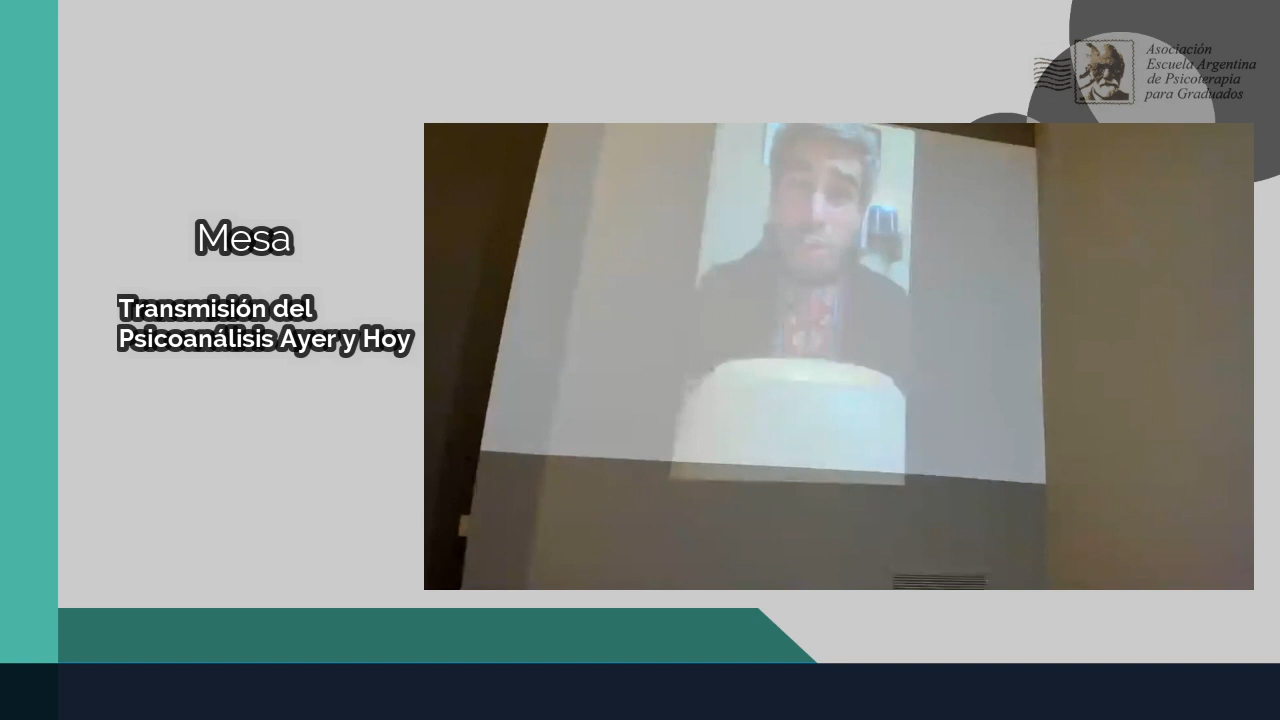 Asociación
Escuela Argentina
de Psicoterapia
para Graduados
Mesa
Transmisión del
Psicoanálisis Ayer y Hoy